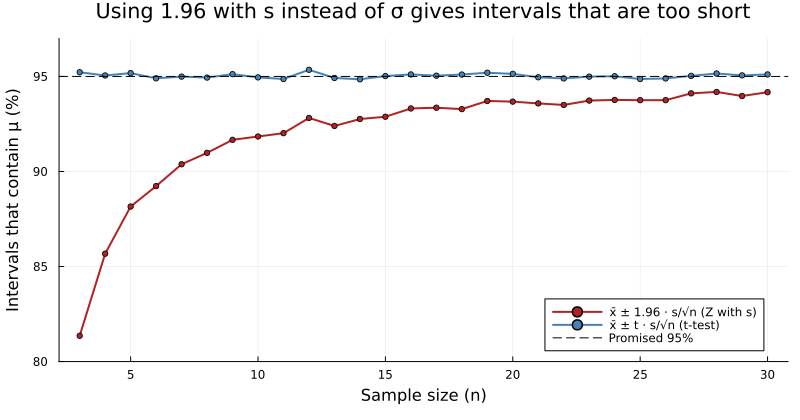 Using 1.96 with s instead of σ gives intervals that are too short
Intervals that contain μ (%)
95
90
85
80
5
10
15
20
25
30
Sample size (n)
x̄ ± 1.96 · s/√n (Z with s)
x̄ ± t · s/√n (t-test)
Promised 95%